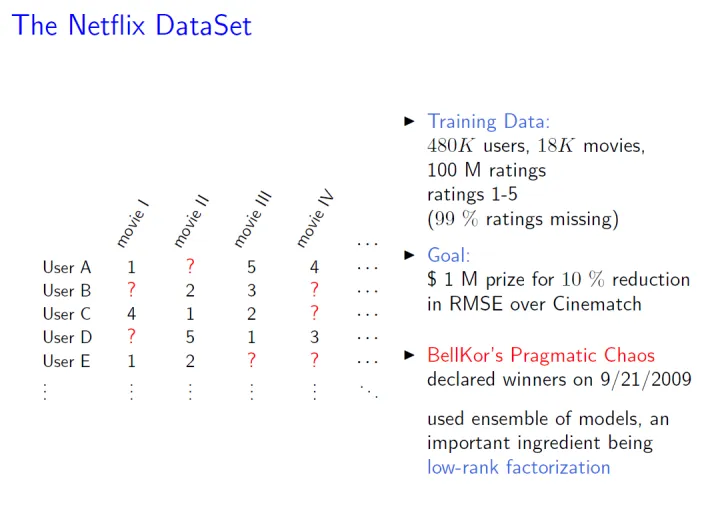 The Netflix DataSet
movie I movie II movie III movie IV ...
User A 1 ? 5 4 ...
User B ? 2 3 ? ...
User C 4 1 2 ? ...
User D ? 5 1 3 ...
User E 1 2 ? ? ...
⋮ ⋮ ⋮ ⋮ ⋮ ⋱
▶ Training Data:
480K users, 18K movies,
100 M ratings
ratings 1-5
(99 % ratings missing)
▶ Goal:
$ 1 M prize for 10 % reduction
in RMSE over Cinematch
▶ BellKor's Pragmatic Chaos
declared winners on 9/21/2009
used ensemble of models, an
important ingredient being
low-rank factorization